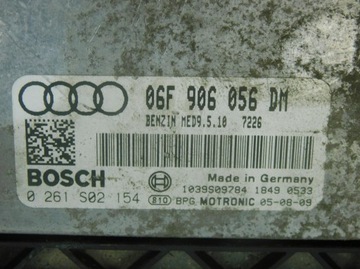 06F 906 056 DM
BENZIN MED9.5.10 7226
Made in Germany
BOSCH
1039S09784 1849 0533
0 261 S02 154
810 BPG MOTRONIC 05-08-09